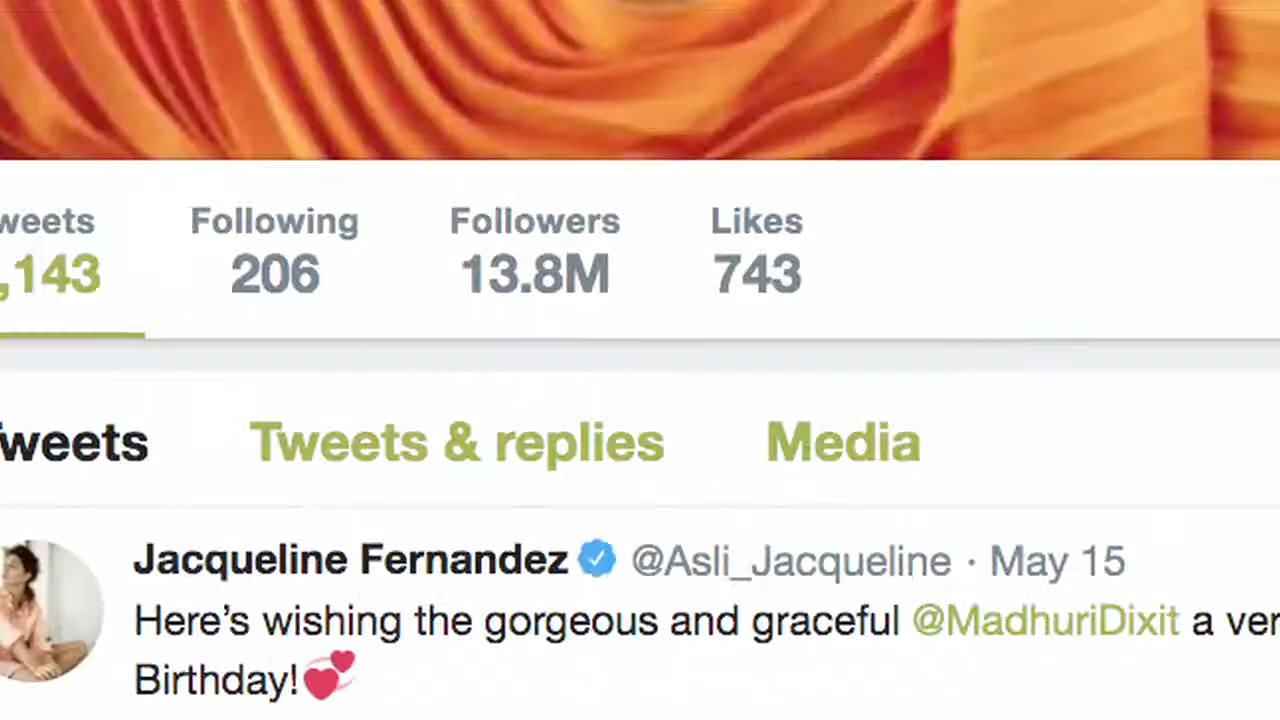 weets Following Followers Likes
,143 206 13.8M 743
Tweets Tweets & replies Media
Jacqueline Fernandez @Asli_Jacqueline · May 15
Here’s wishing the gorgeous and graceful @MadhuriDixit a ver
Birthday!💞